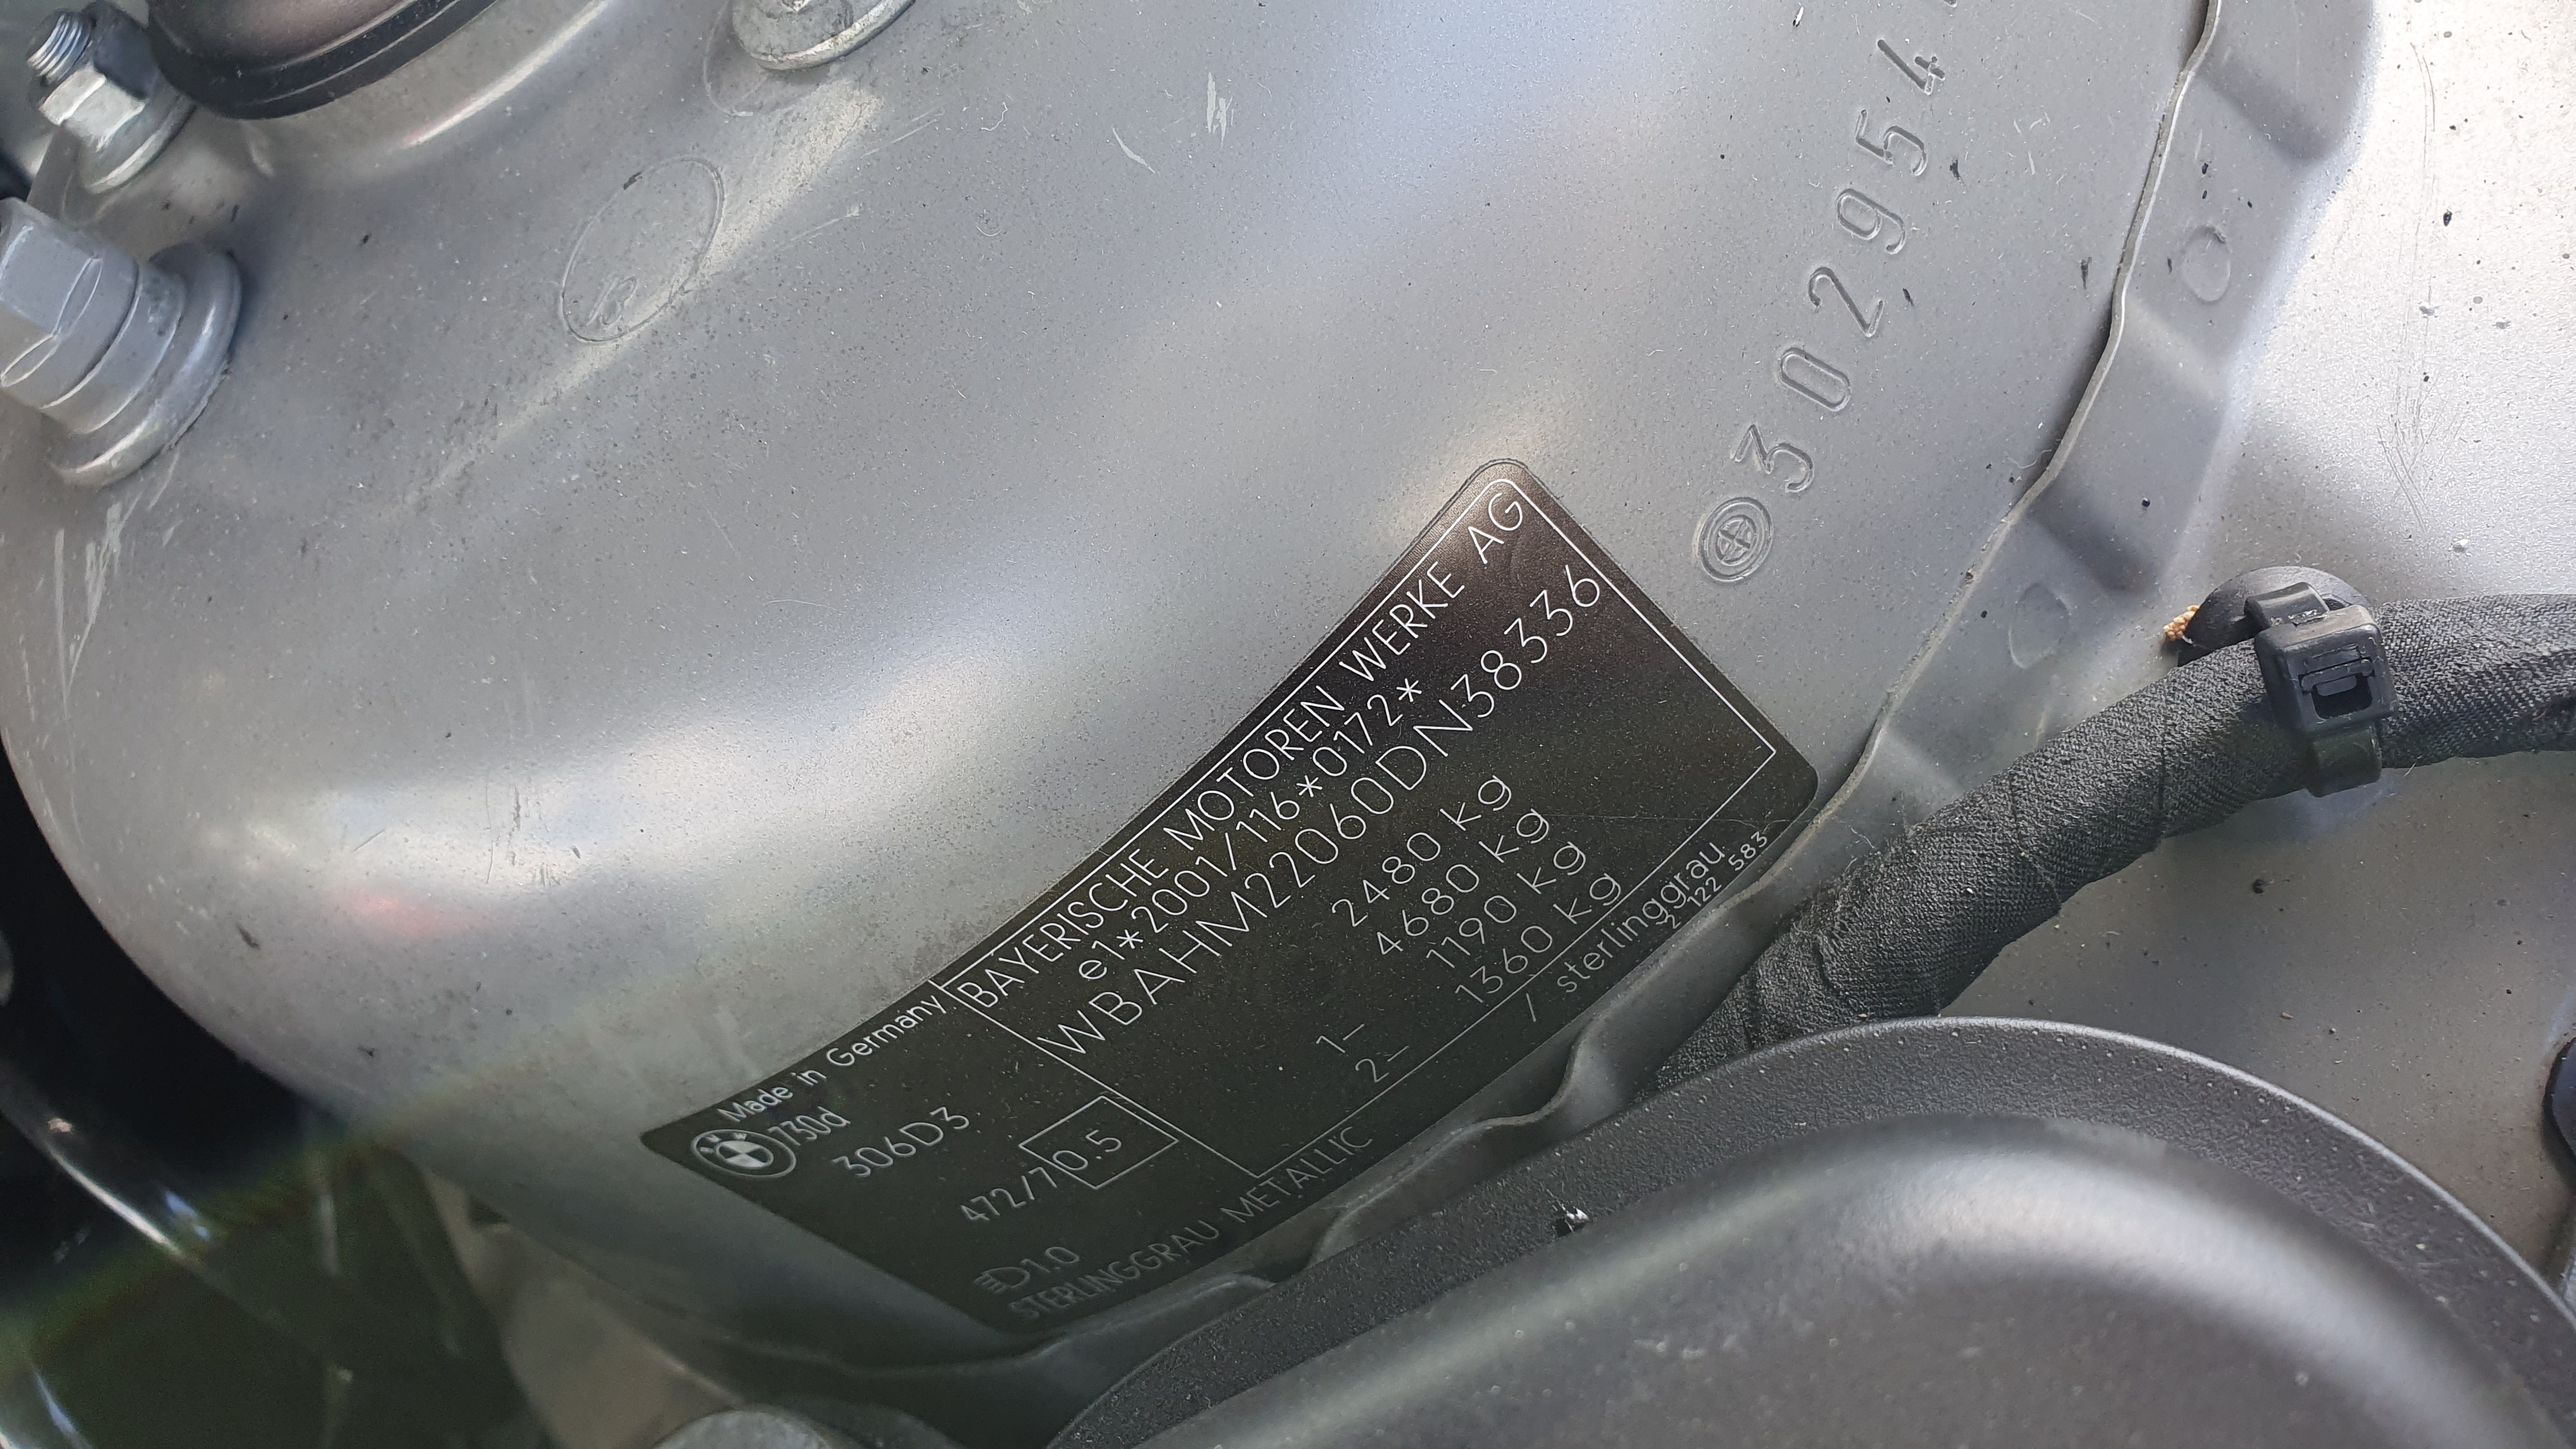 3029541
Made in Germany
730d
306D3
472/7 0.5
1.0
BAYERISCHE MOTOREN WERKE AG
e1*2001/116*0172*
WBAHM22060DN38336
2480 kg
4680 kg
1- 1190 kg
2- 1360 kg
STERLINGGRAU METALLIC / sterlinggrau
2 122 583